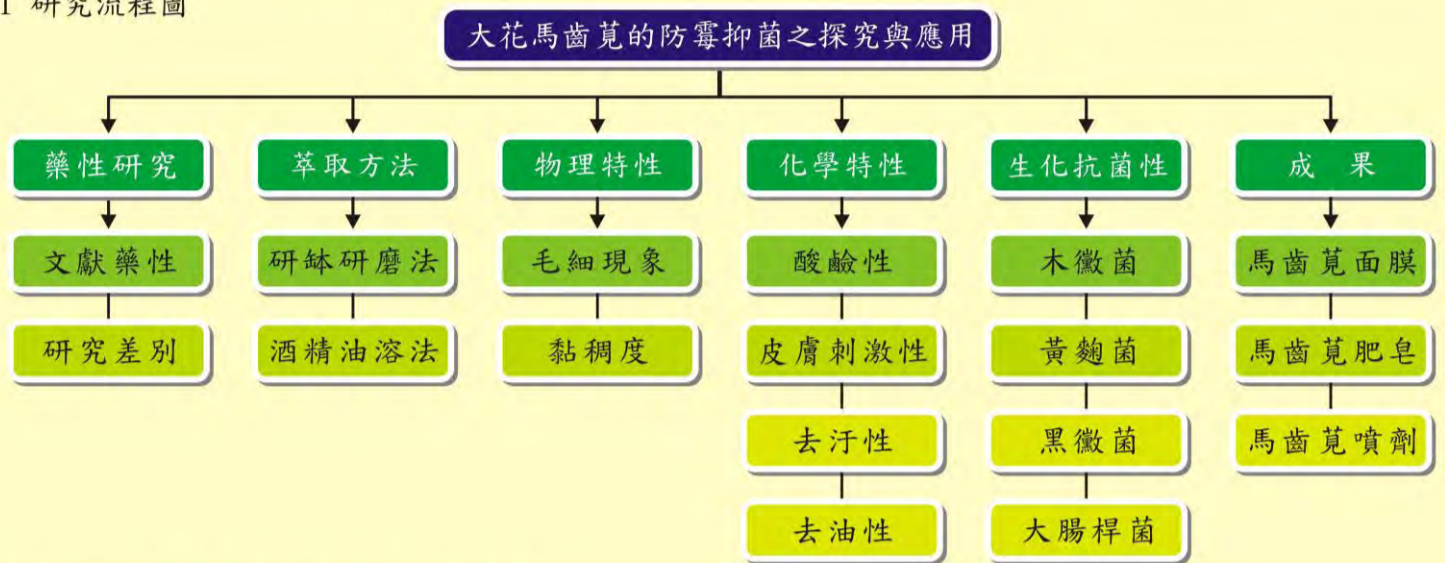 1 研究流程圖
大花馬齒莧的防霉抑菌之探究與應用
藥性研究
文獻藥性
研究差別
萃取方法
研缽研磨法
酒精油溶法
物理特性
毛細現象
黏稠度
化學特性
酸鹼性
皮膚刺激性
去汙性
去油性
生化抗菌性
木黴菌
黃麴菌
黑黴菌
大腸桿菌
成 果
馬齒莧面膜
馬齒莧肥皂
馬齒莧噴劑